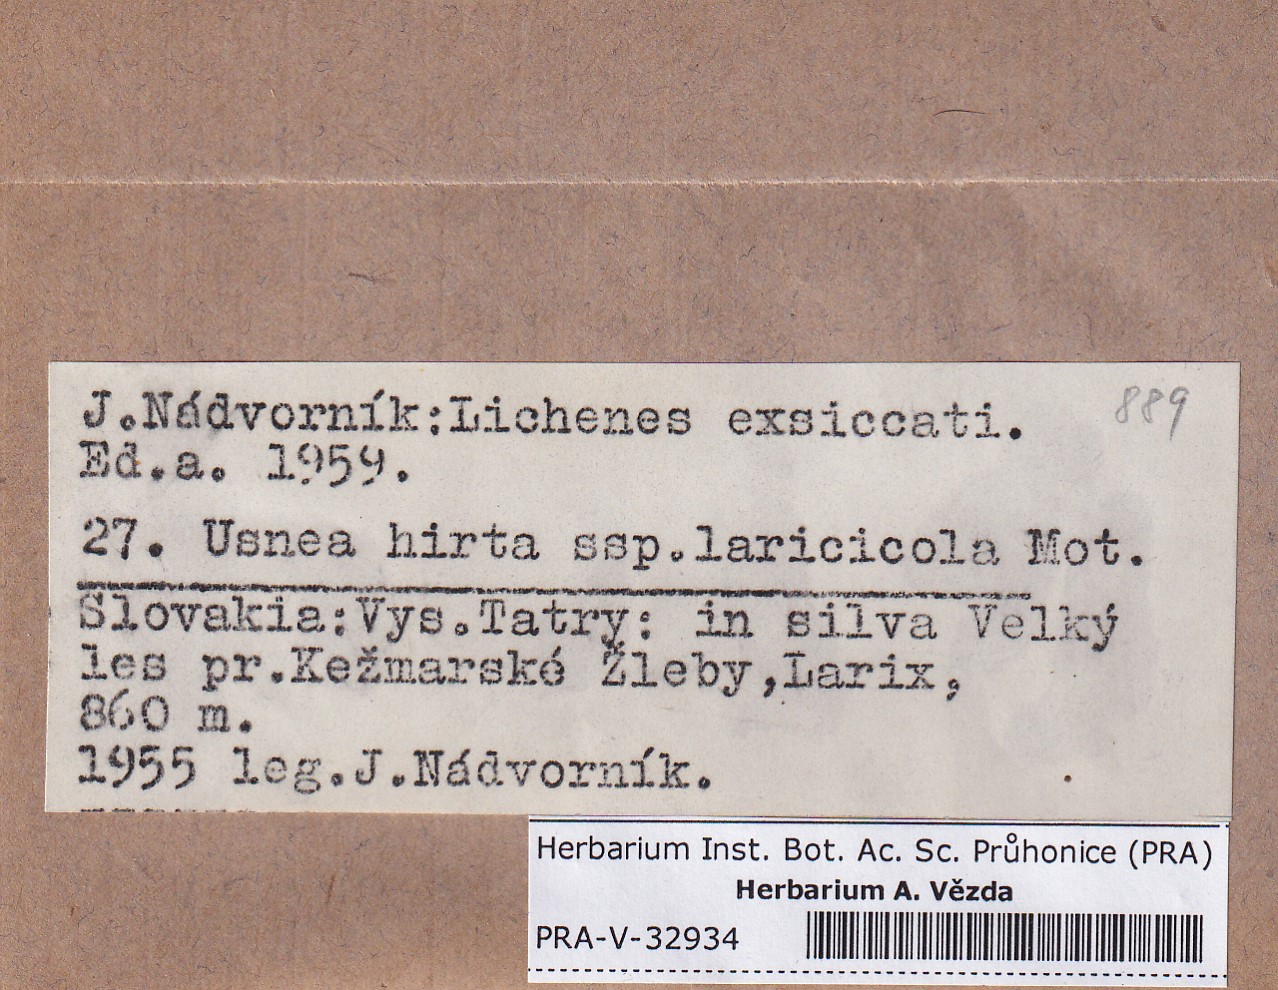 J.Nádvorník:Lichenes exsiccati.
889
Ed.a. 1959.
27. Usnea hirta ssp.laricicola Mot.
Slovakia:Vys.Tatry: in silva Velký
les pr.Kežmarské Žleby,Larix,
860 m.
1955 leg.J.Nádvorník.
Herbarium Inst. Bot. Ac. Sc. Průhonice (PRA)
Herbarium A. Vězda
PRA-V-32934